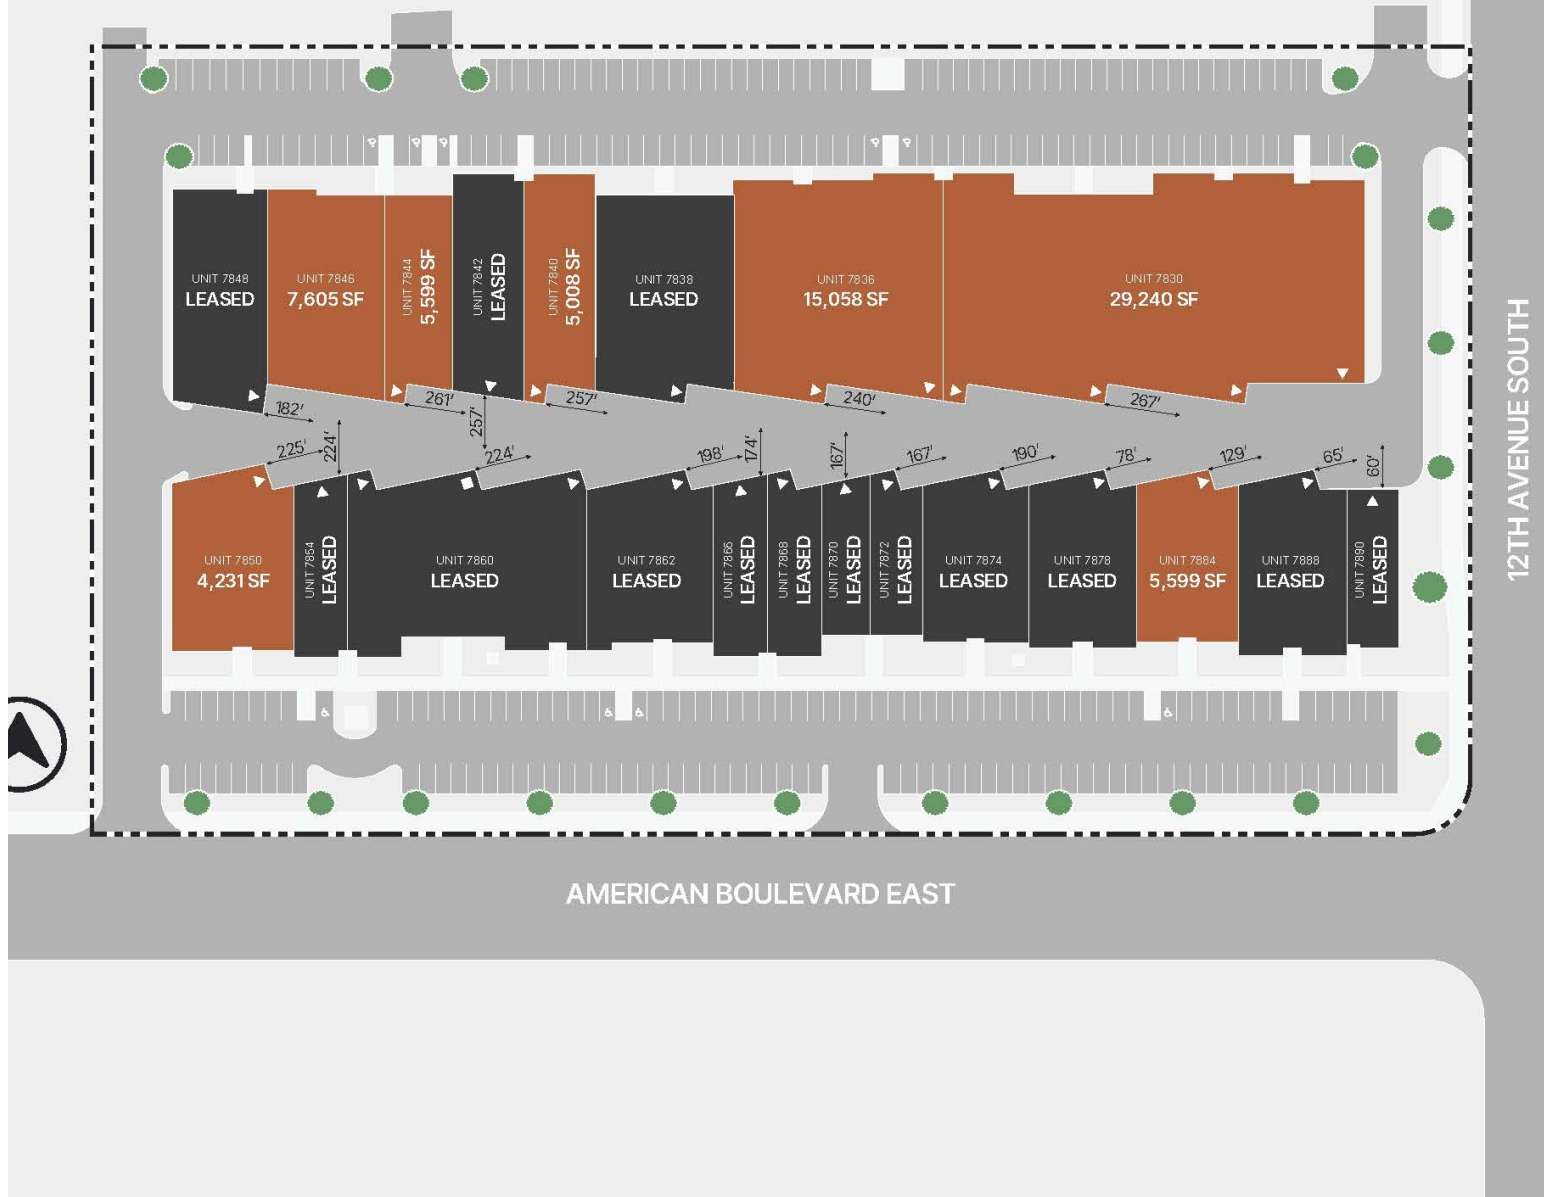 UNIT 7848
LEASED
UNIT 7846
7,605 SF
UNIT 7844
5,599 SF
UNIT 7842
LEASED
UNIT 7840
5,008 SF
UNIT 7838
LEASED
UNIT 7836
15,058 SF
UNIT 7830
29,240 SF
182'
261'
257'
257'
240'
267'
225'
224'
224'
198'
174'
167'
167'
190'
78'
129'
65'
60'
UNIT 7850
4,231 SF
UNIT 7854
LEASED
UNIT 7860
LEASED
UNIT 7862
LEASED
UNIT 7866
LEASED
UNIT 7868
LEASED
UNIT 7870
LEASED
UNIT 7872
LEASED
UNIT 7874
LEASED
UNIT 7878
LEASED
UNIT 7884
5,599 SF
UNIT 7888
LEASED
UNIT 7890
LEASED
12TH AVENUE SOUTH
AMERICAN BOULEVARD EAST